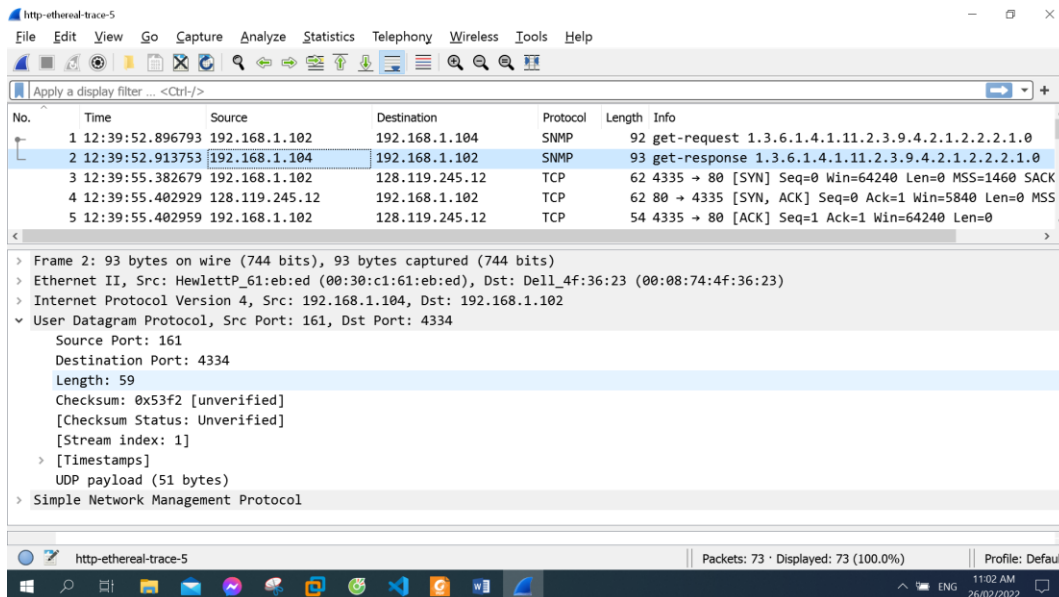 http-ethereal-trace-5
File Edit View Go Capture Analyze Statistics Telephony Wireless Tools Help
Apply a display filter ... <Ctrl-/>
No. Time Source Destination Protocol Length Info
1 12:39:52.896793 192.168.1.102 192.168.1.104 SNMP 92 get-request 1.3.6.1.4.1.11.2.3.9.4.2.1.2.2.2.1.0
2 12:39:52.913753 192.168.1.104 192.168.1.102 SNMP 93 get-response 1.3.6.1.4.1.11.2.3.9.4.2.1.2.2.2.1.0
3 12:39:55.382679 192.168.1.102 128.119.245.12 TCP 62 4335 → 80 [SYN] Seq=0 Win=64240 Len=0 MSS=1460 SACK
4 12:39:55.402929 128.119.245.12 192.168.1.102 TCP 62 80 → 4335 [SYN, ACK] Seq=0 Ack=1 Win=5840 Len=0 MSS
5 12:39:55.402959 192.168.1.102 128.119.245.12 TCP 54 4335 → 80 [ACK] Seq=1 Ack=1 Win=64240 Len=0
Frame 2: 93 bytes on wire (744 bits), 93 bytes captured (744 bits)
Ethernet II, Src: HewlettP_61:eb:ed (00:30:c1:61:eb:ed), Dst: Dell_4f:36:23 (00:08:74:4f:36:23)
Internet Protocol Version 4, Src: 192.168.1.104, Dst: 192.168.1.102
User Datagram Protocol, Src Port: 161, Dst Port: 4334
Source Port: 161
Destination Port: 4334
Length: 59
Checksum: 0x53f2 [unverified]
[Checksum Status: Unverified]
[Stream index: 1]
[Timestamps]
UDP payload (51 bytes)
Simple Network Management Protocol
http-ethereal-trace-5 Packets: 73 · Displayed: 73 (100.0%) Profile: Defau
ENG 11:02 AM
26/02/2022